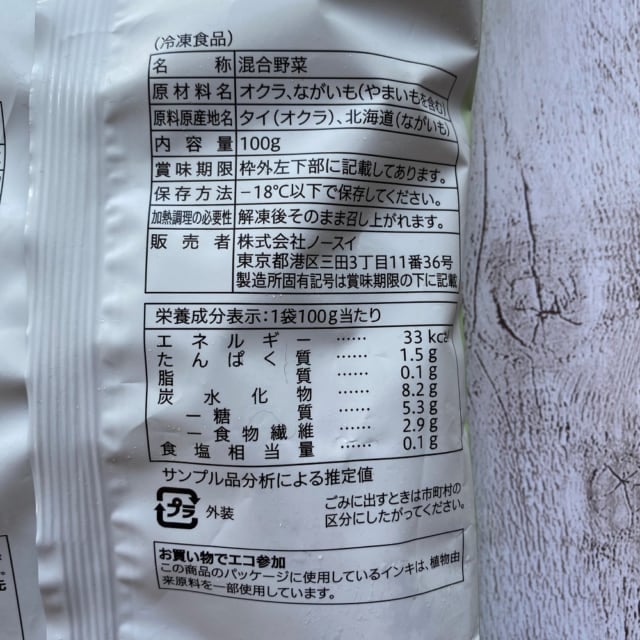 (冷凍食品)
名称 混合野菜
原材料名 オクラ、ながいも(やまいもを含む)
原料原産地名 タイ(オクラ)、北海道(ながいも)
内容量 100g
賞味期限 枠外左下部に記載してあります。
保存方法 -18℃以下で保存してください。
加熱調理の必要性 解凍後そのまま召し上がれます。
販売者 株式会社ノースイ
東京都港区三田3丁目11番36号
製造所固有記号は賞味期限の下に記載
栄養成分表示:1袋100g当たり
エネルギー …… 33 kcal
たんぱく質 …… 1.5 g
脂質 …… 0.1 g
炭水化物 …… 8.2 g
－糖質 …… 5.3 g
－食物繊維 …… 2.9 g
食塩相当量 …… 0.1 g
サンプル品分析による推定値
プラ 外装
ごみに出すときは市町村の
区分にしたがってください。
お買い物でエコ参加
この商品のパッケージに使用しているインキは、植物由
来原料を一部使用しています。